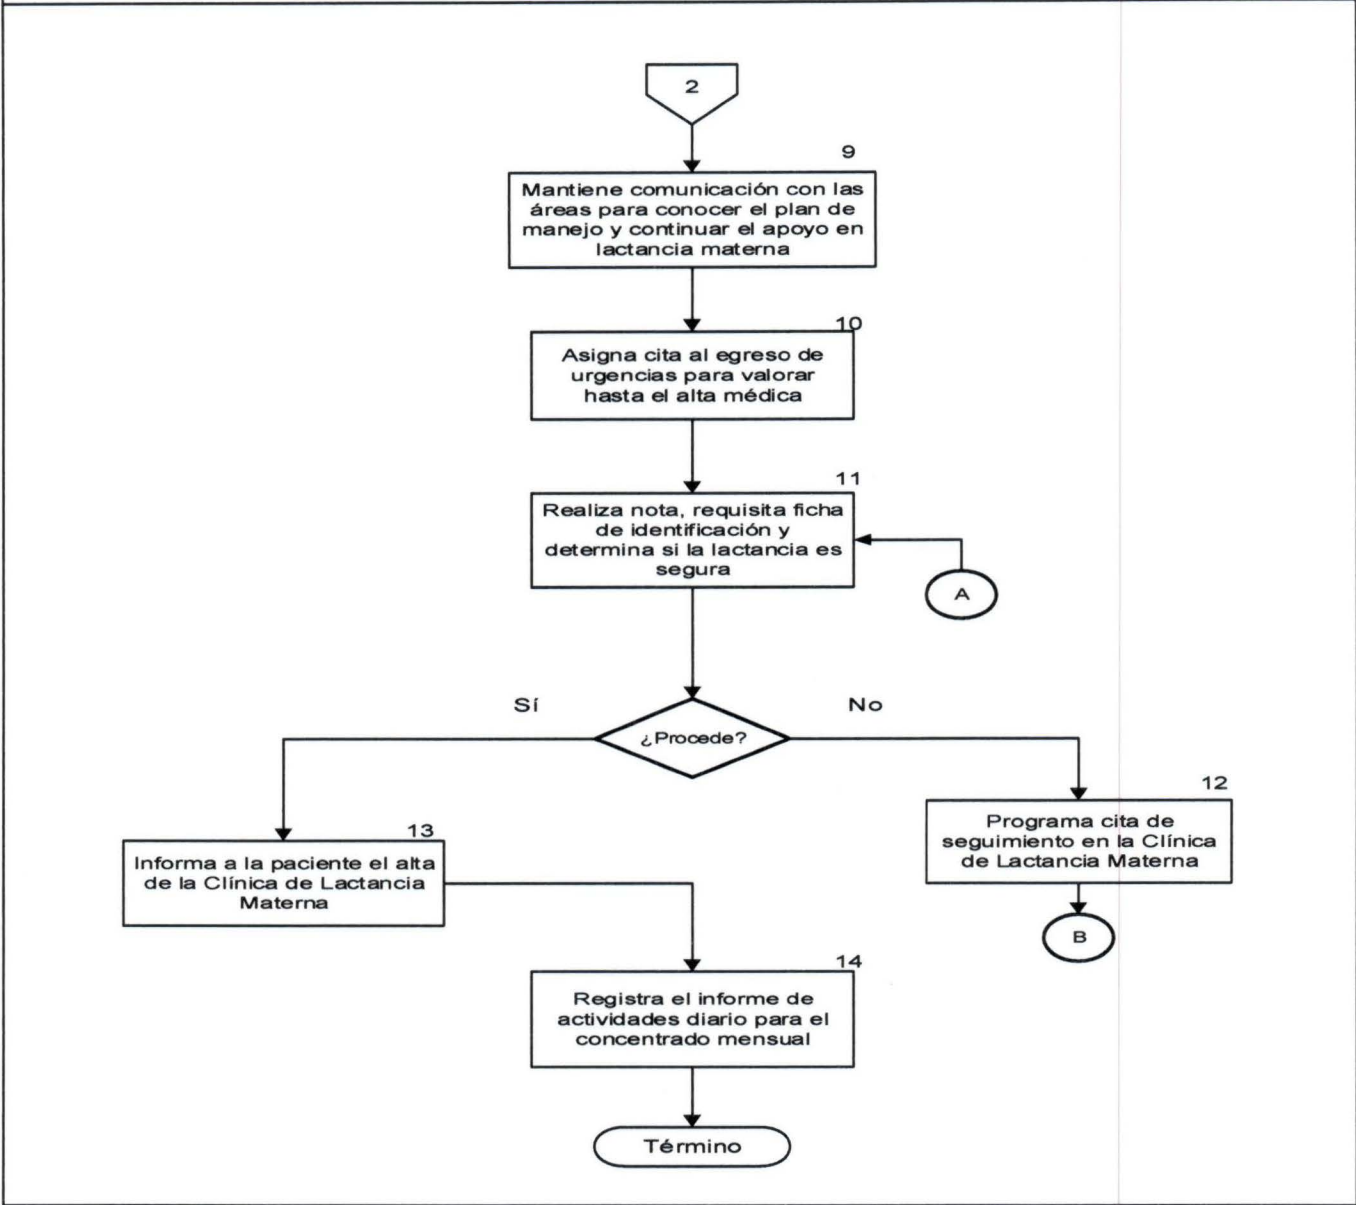 2
9
Mantiene comunicación con las
áreas para conocer el plan de
manejo y continuar el apoyo en
lactancia materna
10
Asigna cita al egreso de
urgencias para valorar
hasta el alta médica
11
Realiza nota, requisita ficha
de identificación y
determina si la lactancia es
segura
A
Sí
No
¿Procede?
12
Programa cita de
seguimiento en la Clínica
de Lactancia Materna
13
Informa a la paciente el alta
de la Clínica de Lactancia
Materna
B
14
Registra el informe de
actividades diario para el
concentrado mensual
Término